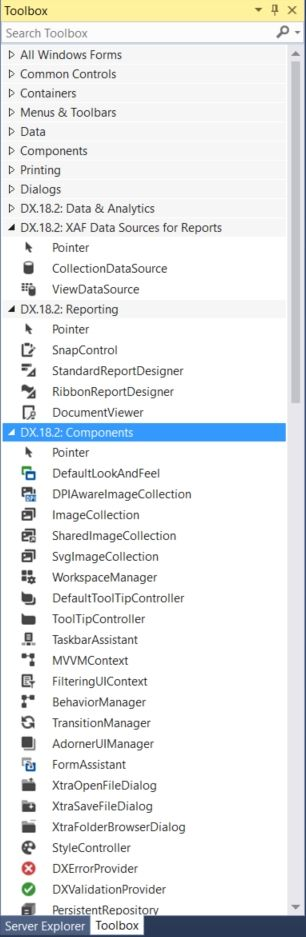 Toolbox
Search Toolbox
All Windows Forms
Common Controls
Containers
Menus & Toolbars
Data
Components
Printing
Dialogs
DX.18.2: Data & Analytics
DX.18.2: XAF Data Sources for Reports
Pointer
CollectionDataSource
ViewDataSource
DX.18.2: Reporting
Pointer
SnapControl
StandardReportDesigner
RibbonReportDesigner
DocumentViewer
DX.18.2: Components
Pointer
DefaultLookAndFeel
DPIAwareImageCollection
ImageCollection
SharedImageCollection
SvgImageCollection
WorkspaceManager
DefaultToolTipController
ToolTipController
TaskbarAssistant
MVVMContext
FilteringUIContext
BehaviorManager
TransitionManager
AdornerUIManager
FormAssistant
XtraOpenFileDialog
XtraSaveFileDialog
XtraFolderBrowserDialog
StyleController
DXErrorProvider
DXValidationProvider
PersistentRepository
Server Explorer Toolbox